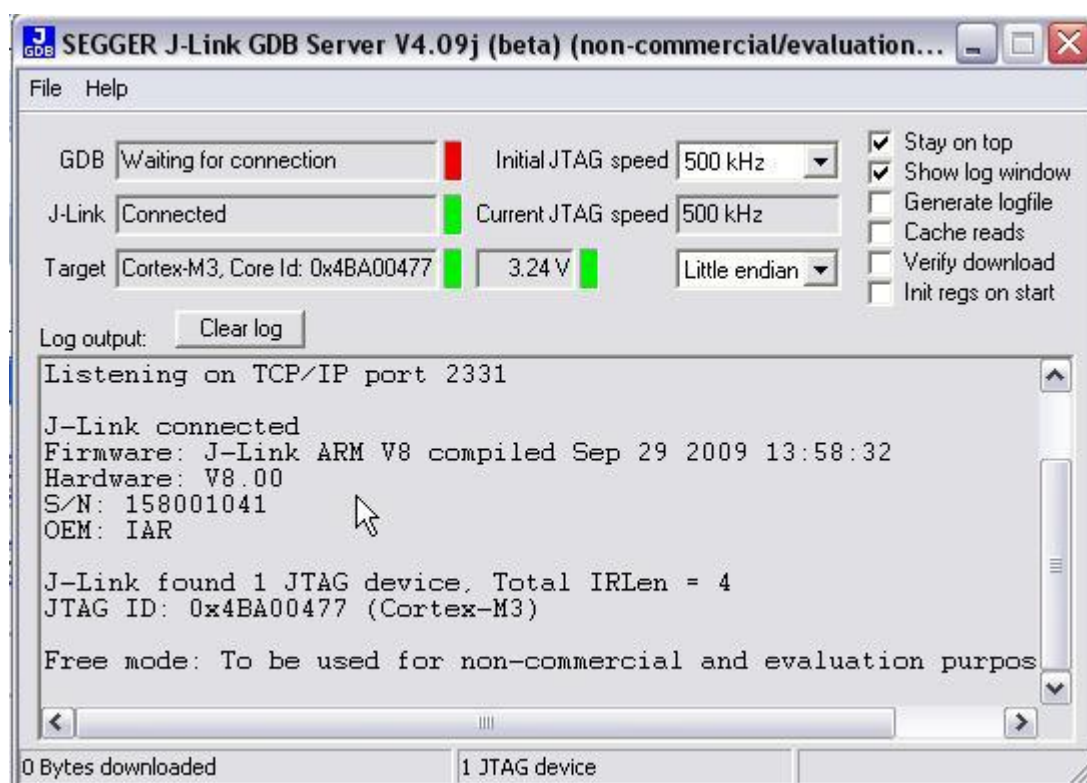 J
GDB
SEGGER J-Link GDB Server V4.09j (beta) (non-commercial/evaluation...
File Help
GDB Waiting for connection Initial JTAG speed 500 kHz
J-Link Connected Current JTAG speed 500 kHz
Target Cortex-M3, Core Id: 0x4BA00477 3.24 V Little endian
Stay on top
Show log window
Generate logfile
Cache reads
Verify download
Init regs on start
Log output: Clear log
Listening on TCP/IP port 2331
J-Link connected
Firmware: J-Link ARM V8 compiled Sep 29 2009 13:58:32
Hardware: V8.00
S/N: 158001041
OEM: IAR
J-Link found 1 JTAG device, Total IRLen = 4
JTAG ID: 0x4BA00477 (Cortex-M3)
Free mode: To be used for non-commercial and evaluation purpos
0 Bytes downloaded 1 JTAG device